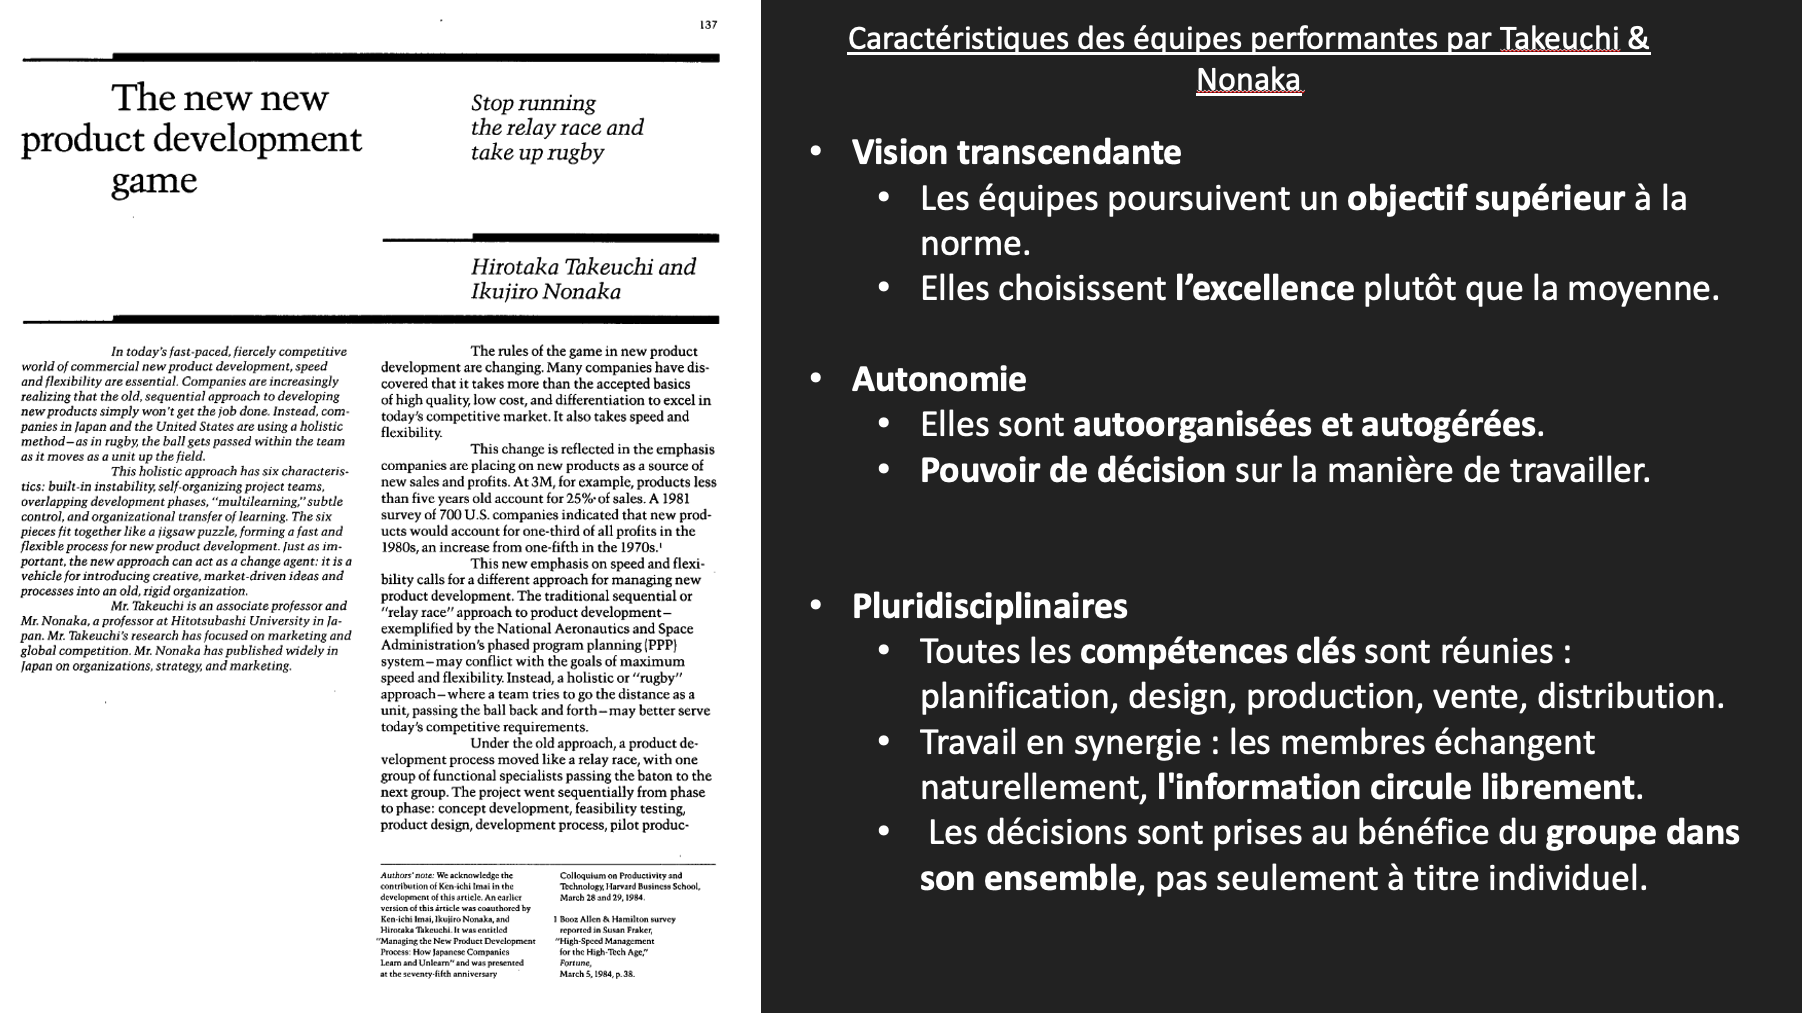 137
The new new
product development
game
Stop running
the relay race and
take up rugby
Hirotaka Takeuchi and
Ikujiro Nonaka
In today's fast-paced, fiercely competitive
world of commercial new product development, speed
and flexibility are essential. Companies are increasingly
realizing that the old, sequential approach to developing
new products simply won't get the job done. Instead, com-
panies in Japan and the United States are using a holistic
method—as in rugby, the ball gets passed within the team
as it moves as a unit up the field.
This holistic approach has six characteris-
tics: built-in instability, self-organizing project teams,
overlapping development phases, "multilearning," subtle
control, and organizational transfer of learning. The six
pieces fit together like a jigsaw puzzle, forming a fast and
flexible process for new product development. Just as im-
portant, the new approach can act as a change agent: it is a
vehicle for introducing creative, market-driven ideas and
processes into an old, rigid organization.
Mr. Takeuchi is an associate professor and
Mr. Nonaka, a professor at Hitotsubashi University in Ja-
pan. Mr. Takeuchi's research has focused on marketing and
global competition. Mr. Nonaka has published widely in
Japan on organizations, strategy, and marketing.
The rules of the game in new product
development are changing. Many companies have dis-
covered that it takes more than the accepted basics
of high quality, low cost, and differentiation to excel in
today's competitive market. It also takes speed and
flexibility.
This change is reflected in the emphasis
companies are placing on new products as a source of
new sales and profits. At 3M, for example, products less
than five years old account for 25% of sales. A 1981
survey of 700 U.S. companies indicated that new prod-
ucts would account for one-third of all profits in the
1980s, an increase from one-fifth in the 1970s.¹
This new emphasis on speed and flexi-
bility calls for a different approach for managing new
product development. The traditional sequential or
"relay race" approach to product development—
exemplified by the National Aeronautics and Space
Administration's phased program planning (PPP)
system—may conflict with the goals of maximum
speed and flexibility. Instead, a holistic or "rugby"
approach—where a team tries to go the distance as a
unit, passing the ball back and forth—may better serve
today's competitive requirements.
Under the old approach, a product de-
velopment process moved like a relay race, with one
group of functional specialists passing the baton to the
next group. The project went sequentially from phase
to phase: concept development, feasibility testing,
product design, development process, pilot produc-
Authors' note: We acknowledge the
contribution of Ken-ichi Imai in the
development of this article. An earlier
version of this article was coauthored by
Ken-ichi Imai, Ikujiro Nonaka, and
Hirotaka Takeuchi. It was entitled
"Managing the New Product Development
Process: How Japanese Companies
Learn and Unlearn" and was presented
at the seventy-fifth anniversary
Colloquium on Productivity and
Technology, Harvard Business School,
March 28 and 29, 1984.
1 Booz Allen & Hamilton survey
reported in Susan Fraker,
"High-Speed Management
for the High-Tech Age,"
Fortune,
March 5, 1984, p. 38.
Caractéristiques des équipes performantes par Takeuchi &
Nonaka
• Vision transcendante
• Les équipes poursuivent un objectif supérieur à la
norme.
• Elles choisissent l'excellence plutôt que la moyenne.
• Autonomie
• Elles sont autoorganisées et autogérées.
• Pouvoir de décision sur la manière de travailler.
• Pluridisciplinaires
• Toutes les compétences clés sont réunies :
planification, design, production, vente, distribution.
• Travail en synergie : les membres échangent
naturellement, l'information circule librement.
• Les décisions sont prises au bénéfice du groupe dans
son ensemble, pas seulement à titre individuel.